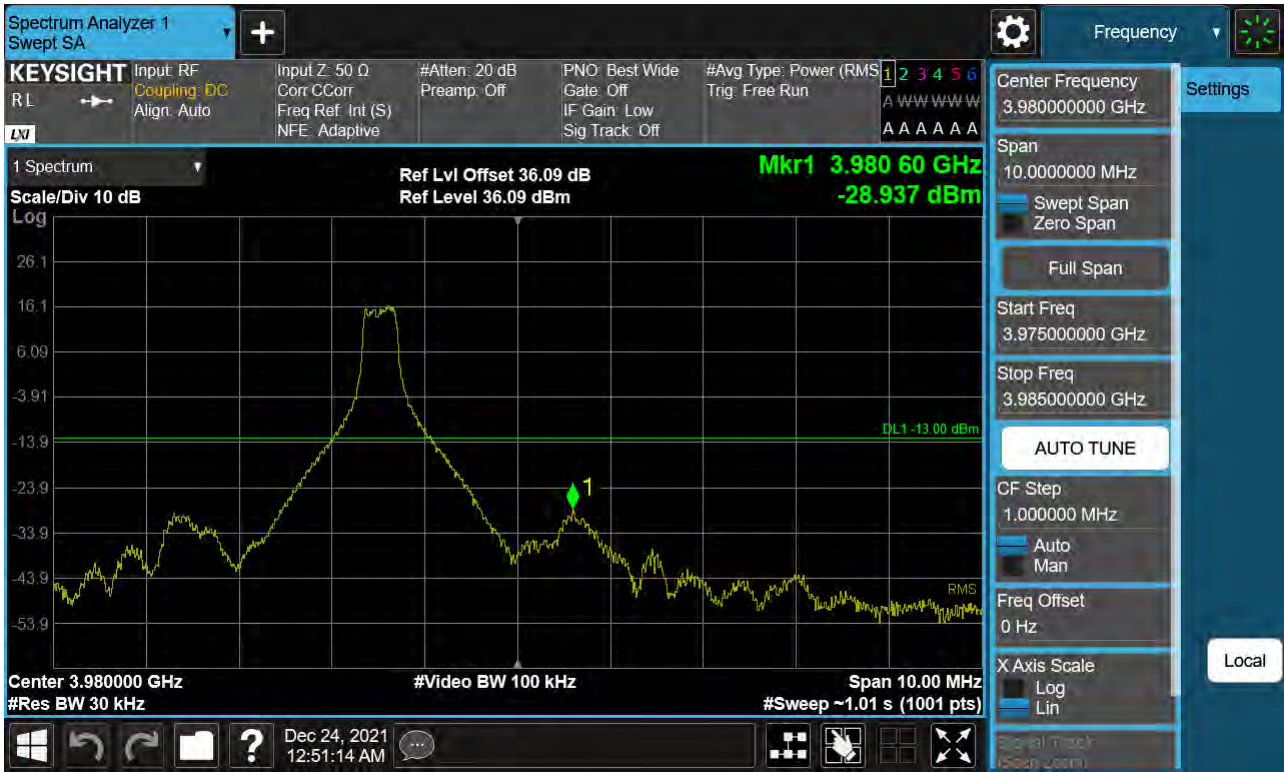 Spectrum Analyzer 1
Swept SA
+
Frequency
KEYSIGHT
RL
LXI
Input: RF
Coupling: DC
Align: Auto
Input Z: 50 Ω
Corr CCorr
Freq Ref: Int (S)
NFE: Adaptive
#Atten: 20 dB
Preamp: Off
PNO: Best Wide
Gate: Off
IF Gain: Low
Sig Track: Off
#Avg Type: Power (RMS
Trig: Free Run
1 2 3 4 5 6
A W W W W W
A A A A A A
1 Spectrum
Scale/Div 10 dB
Log
Ref Lvl Offset 36.09 dB
Ref Level 36.09 dBm
Mkr1 3.980 60 GHz
-28.937 dBm
26.1
16.1
6.09
-3.91
-13.9
-23.9
-33.9
-43.9
-53.9
DL1 -13.00 dBm
1
RMS
Center 3.980000 GHz
#Res BW 30 kHz
#Video BW 100 kHz
Span 10.00 MHz
#Sweep ~1.01 s (1001 pts)
Center Frequency
3.980000000 GHz
Span
10.0000000 MHz
Swept Span
Zero Span
Full Span
Start Freq
3.975000000 GHz
Stop Freq
3.985000000 GHz
AUTO TUNE
CF Step
1.000000 MHz
Auto
Man
Freq Offset
0 Hz
X Axis Scale
Log
Lin
Signal Track
(Span Zoom)
Settings
Local
?
Dec 24, 2021
12:51:14 AM